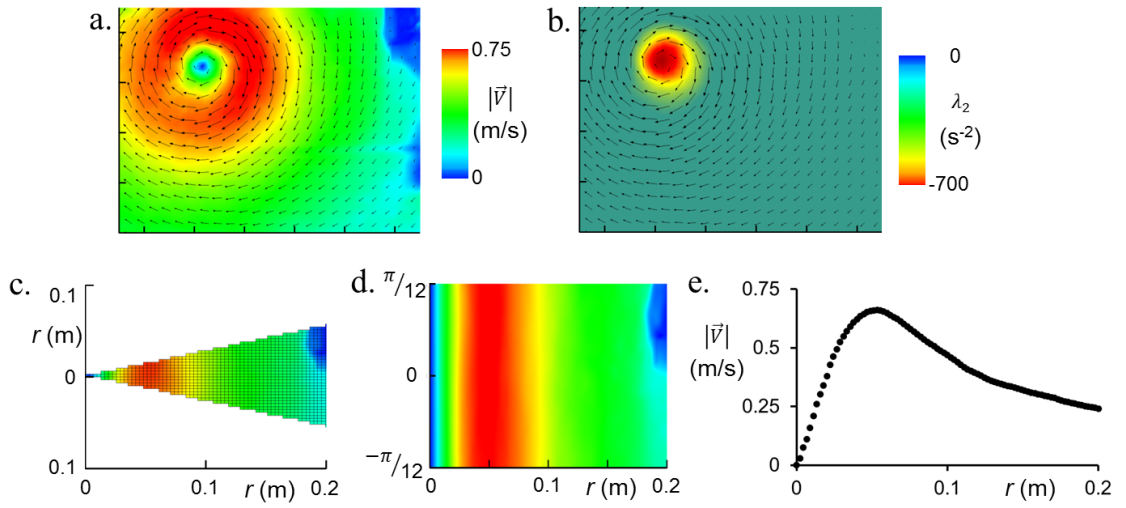 a.
0.75
|V⃗|
(m/s)
0
b.
0
λ₂
(s⁻²)
-700
c.
0.1
r (m)
0
0.1
0
0.1
0.2
r (m)
d.
π/12
0
−π/12
0
0.1
0.2
r (m)
e.
0.75
|V⃗|
(m/s)
0.5
0.25
0
0
0.1
0.2
r (m)